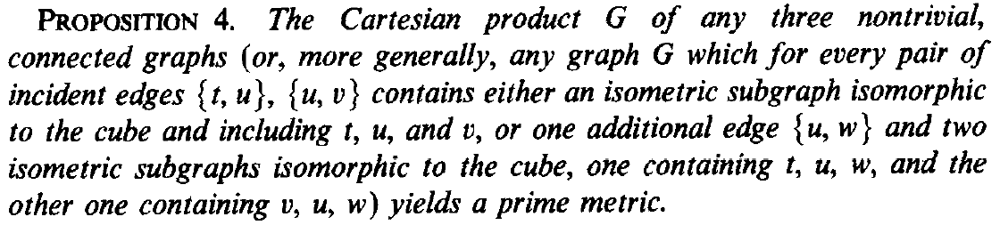 PROPOSITION 4. The Cartesian product G of any three nontrivial,
connected graphs (or, more generally, any graph G which for every pair of
incident edges {t, u}, {u, v} contains either an isometric subgraph isomorphic
to the cube and including t, u, and v, or one additional edge {u, w} and two
isometric subgraphs isomorphic to the cube, one containing t, u, w, and the
other one containing v, u, w) yields a prime metric.